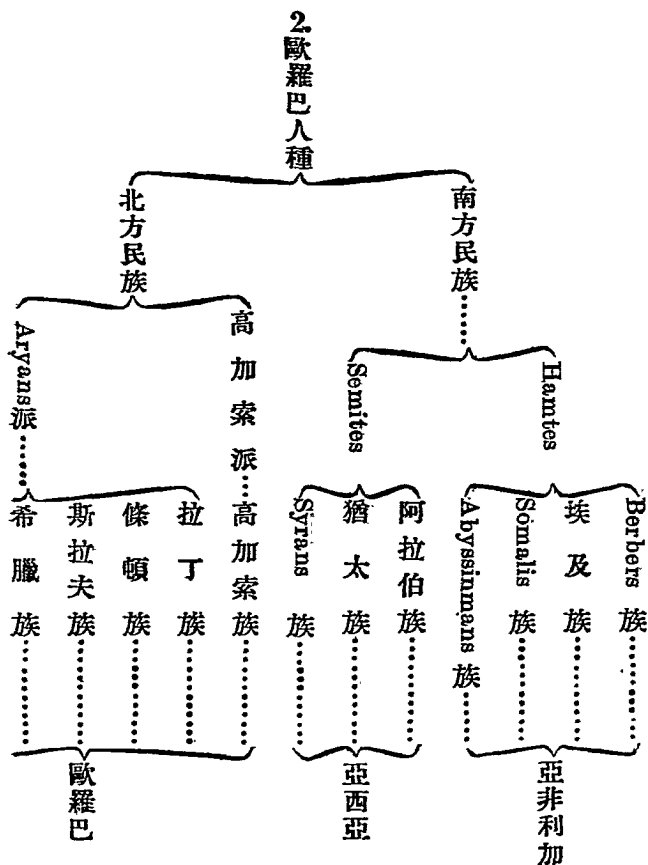 2.歐羅巴人種
南方民族
北方民族
Hamtes
Semites
高加索派
Aryans派
Berbers族
埃及族
Somalis族
Abyssinmans族
阿拉伯族
猶太族
Syrans族
高加索族
拉丁族
條頓族
斯拉夫族
希臘族
亞非利加
亞西亞
歐羅巴